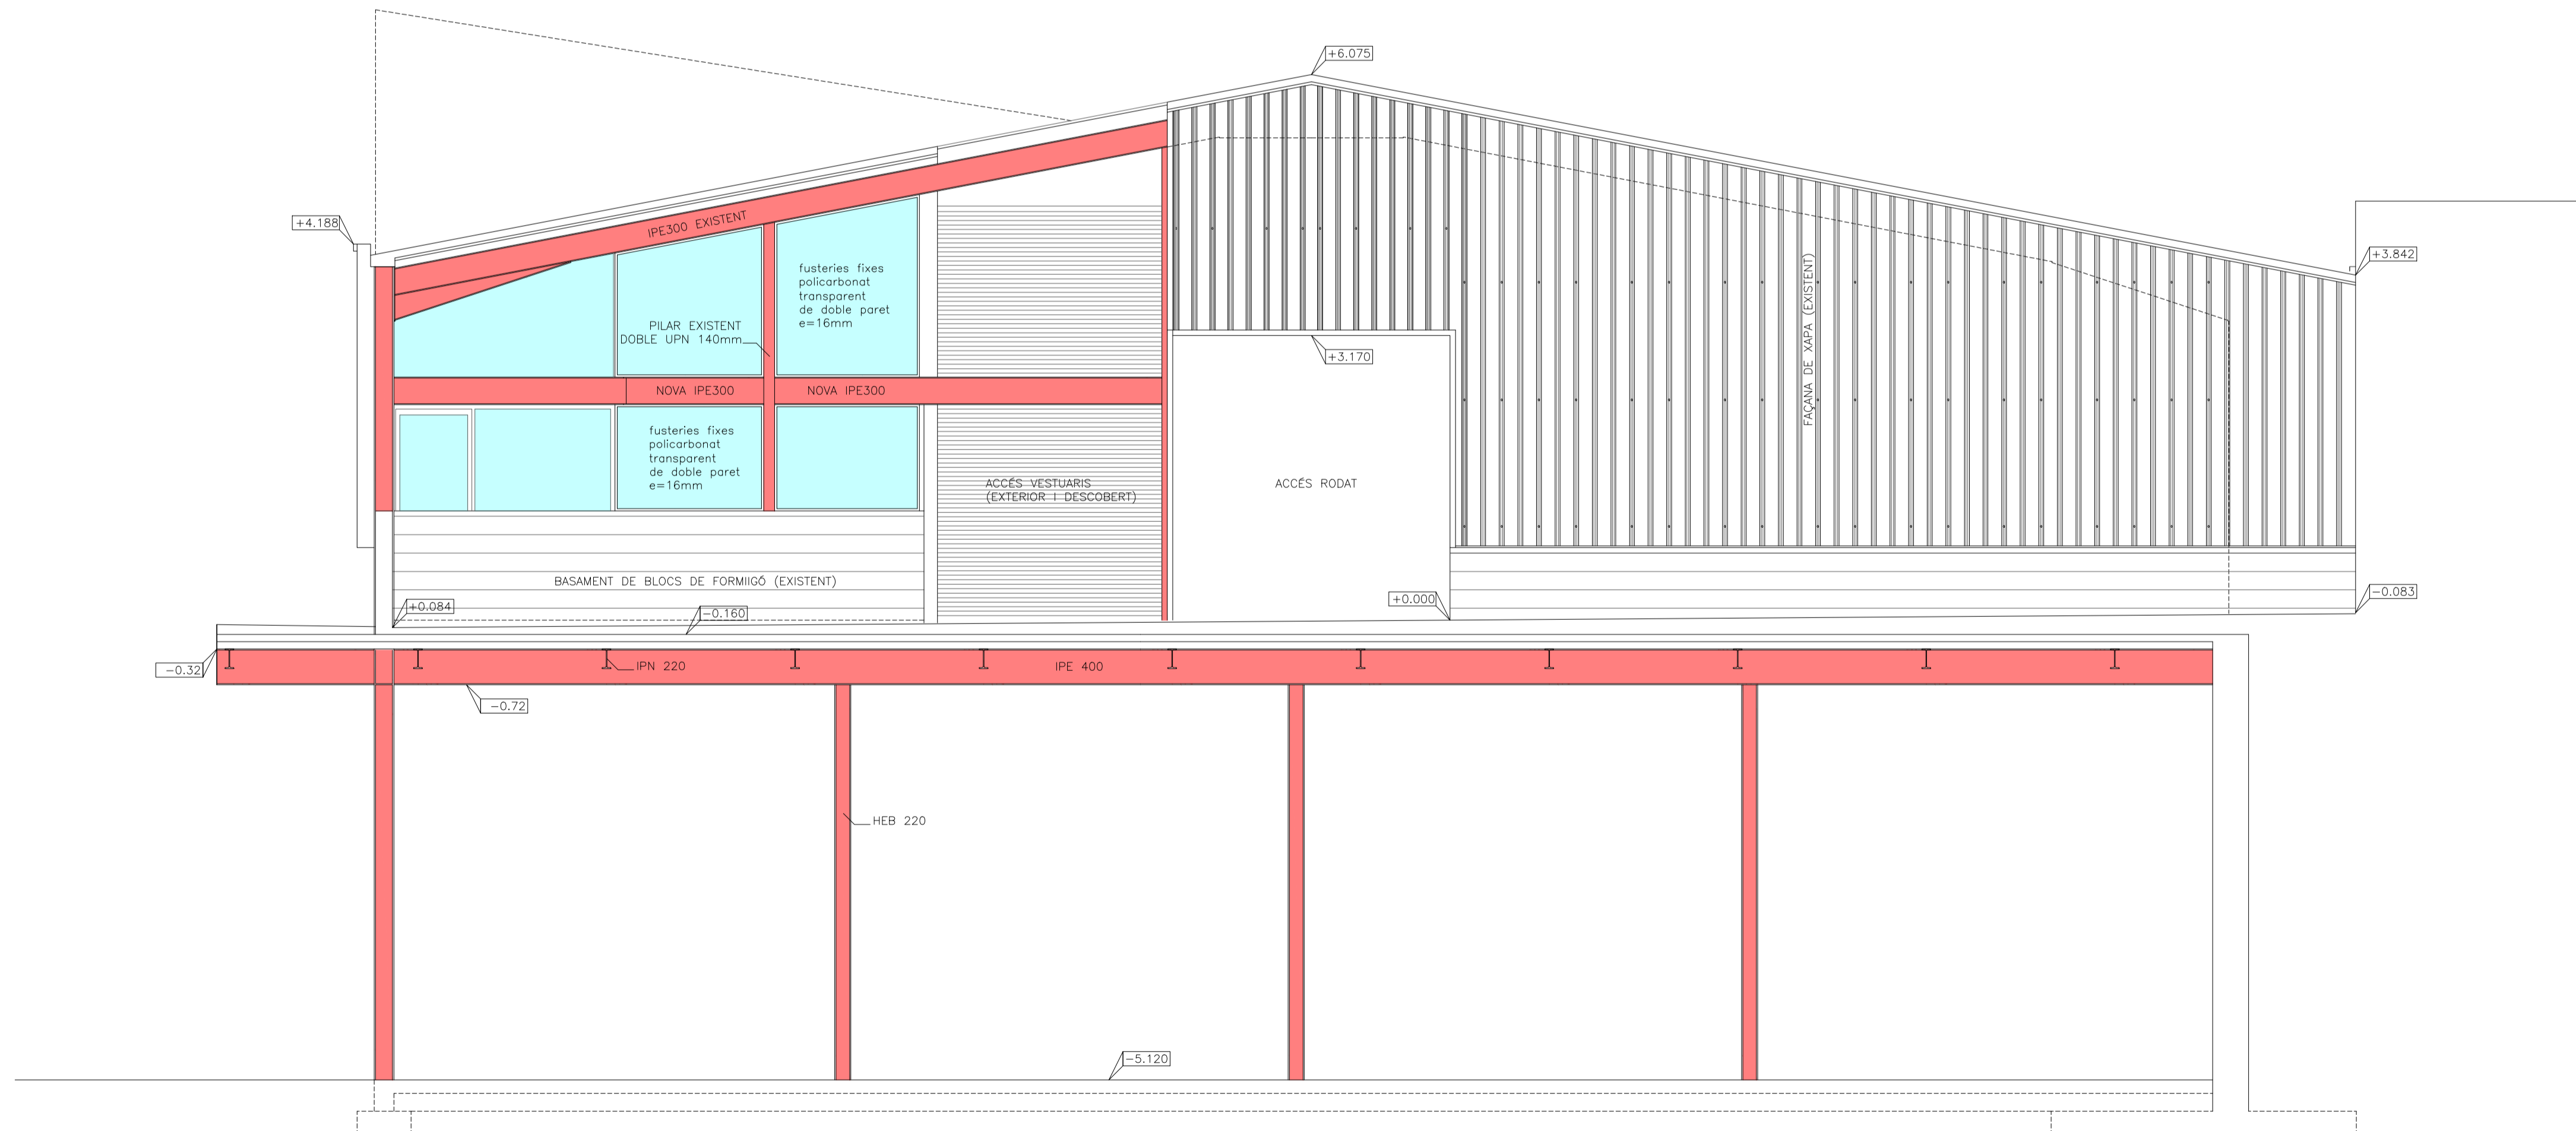 +6.075
+4.188
IPE300 EXISTENT
+3.842
fusteries fixes
policarbonat
transparent
de doble paret
e=16mm
PILAR EXISTENT
DOBLE UPN 140mm
FAÇANA DE XAPA (EXISTENT)
+3.170
NOVA IPE300
NOVA IPE300
fusteries fixes
policarbonat
transparent
de doble paret
e=16mm
ACCÉS VESTUARIS
(EXTERIOR I DESCOBERT)
ACCÉS RODAT
BASAMENT DE BLOCS DE FORMIIGÓ (EXISTENT)
+0.084
-0.160
+0.000
-0.083
-0.32
IPN 220
IPE 400
-0.72
HEB 220
-5.120